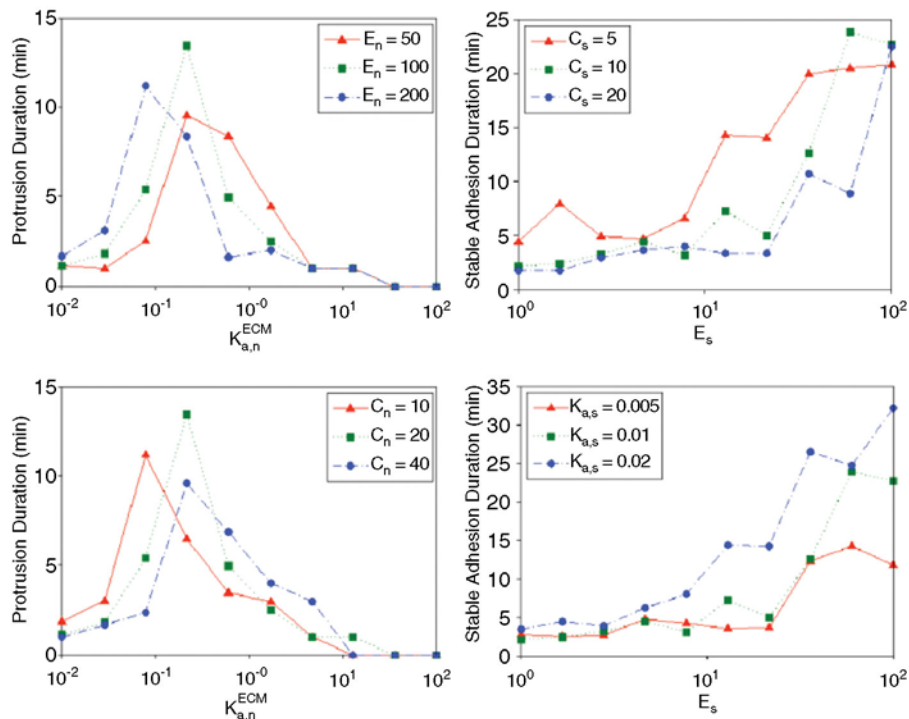 15
10
5
0
Protrusion Duration (min)
E_n = 50
E_n = 100
E_n = 200
10^-2
10^-1
10^-0
10^1
10^2
K_a,n^ECM
25
20
15
10
5
0
Stable Adhesion Duration (min)
C_s = 5
C_s = 10
C_s = 20
10^0
10^1
10^2
E_s
15
10
5
0
Protrusion Duration (min)
C_n = 10
C_n = 20
C_n = 40
10^-2
10^-1
10^-0
10^1
10^2
K_a,n^ECM
35
30
25
20
15
10
5
0
Stable Adhesion Duration (min)
K_a,s = 0.005
K_a,s = 0.01
K_a,s = 0.02
10^0
10^1
10^2
E_s